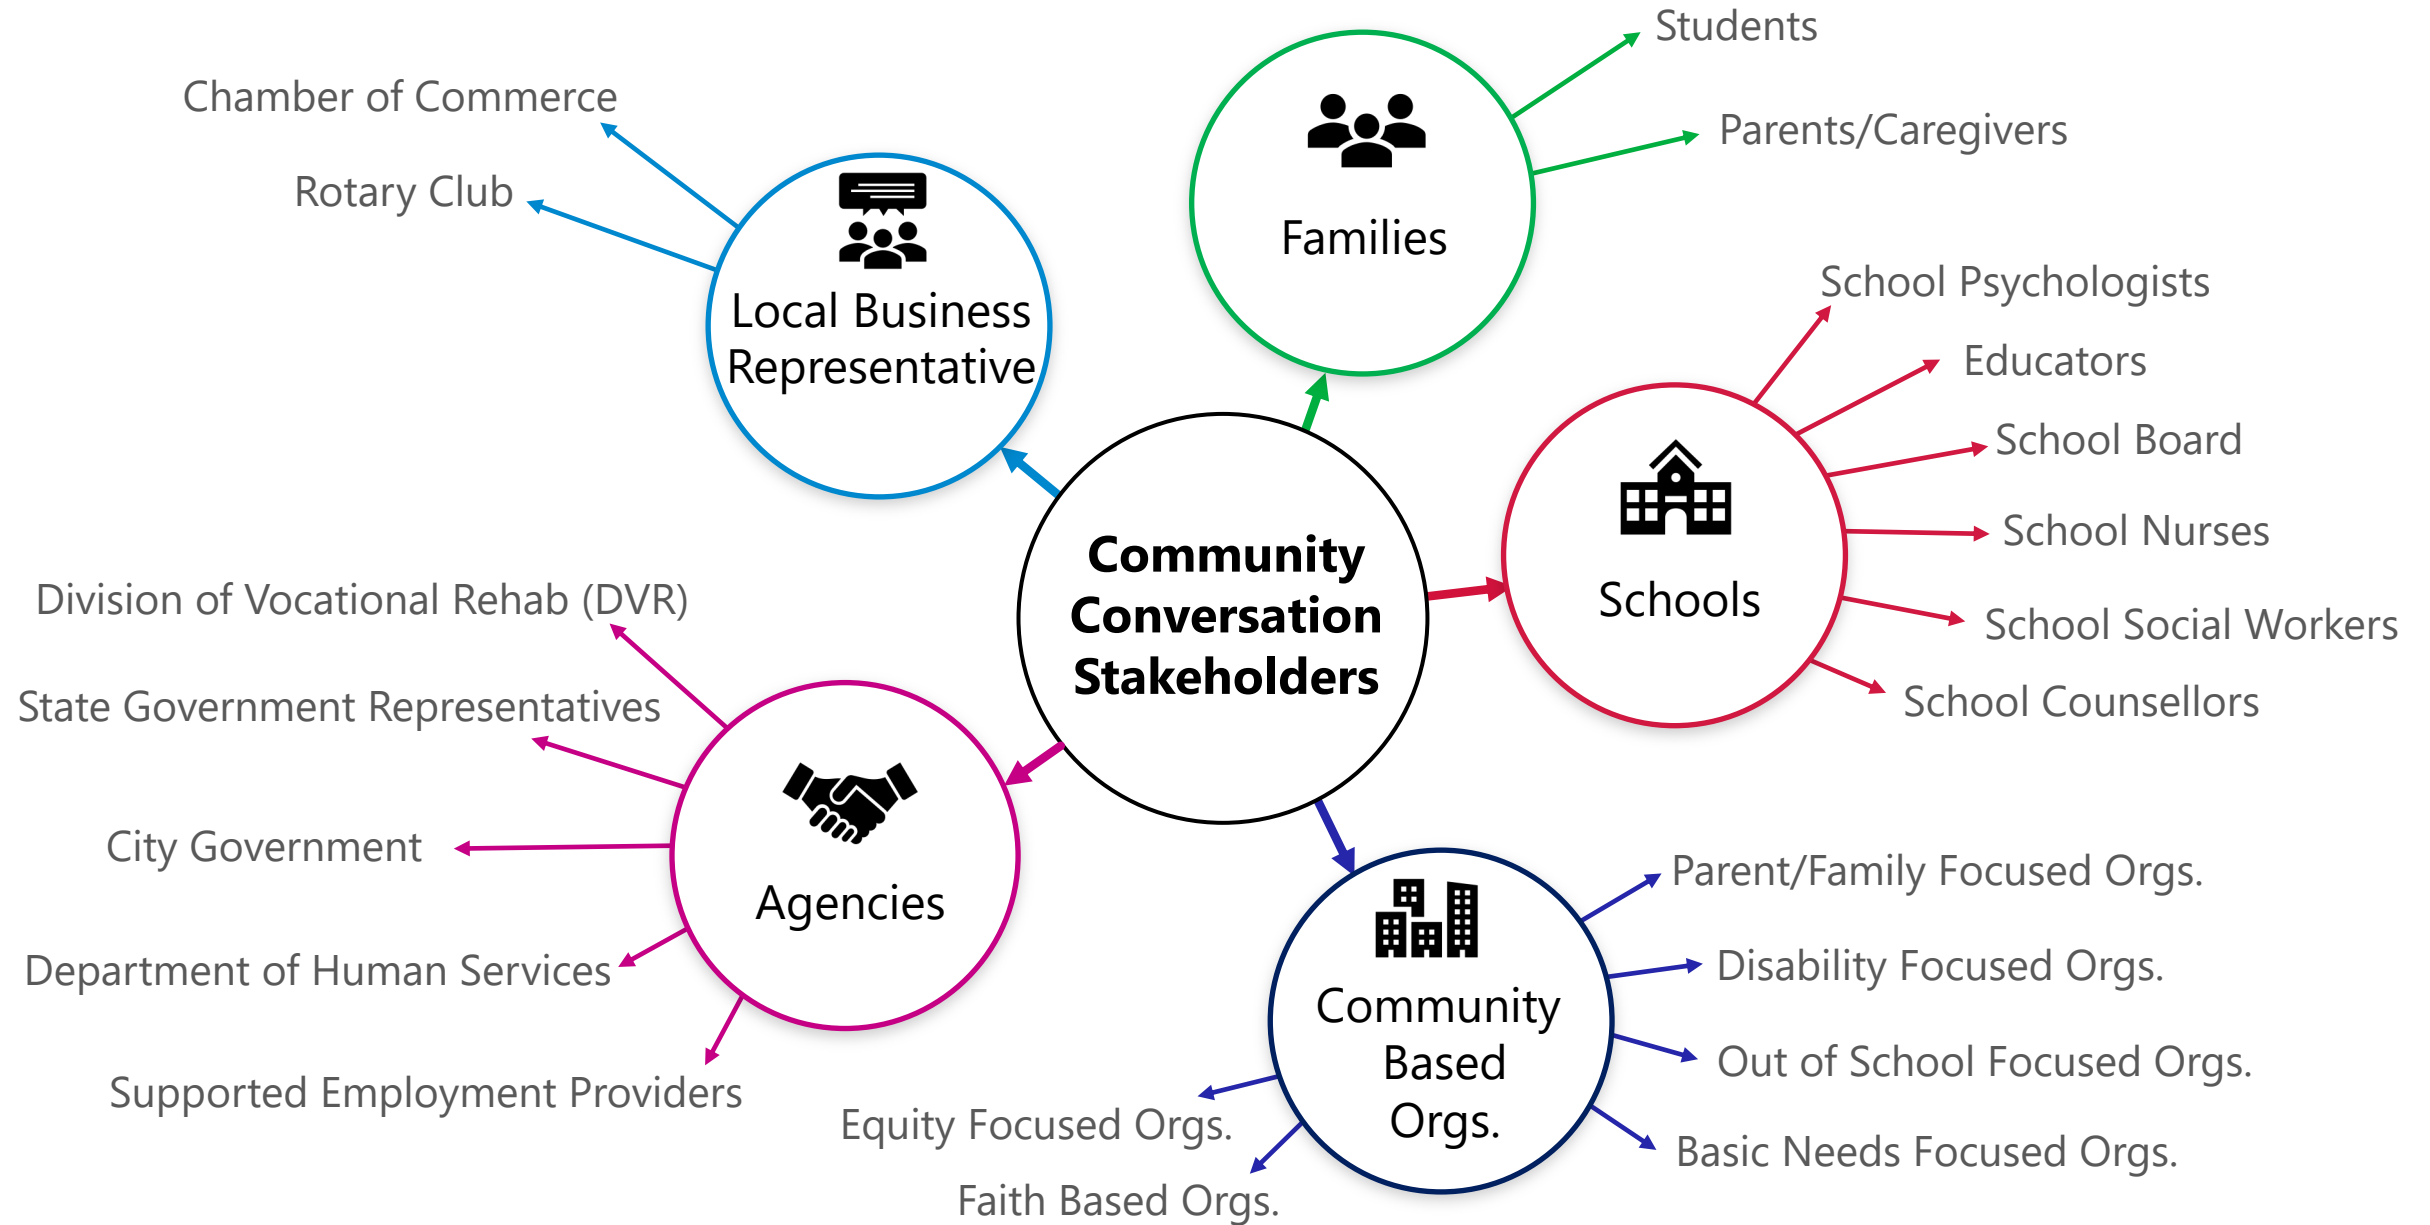 Community
Conversation
Stakeholders
Families
Students
Parents/Caregivers
Schools
School Psychologists
Educators
School Board
School Nurses
School Social Workers
School Counsellors
Community
Based
Orgs.
Parent/Family Focused Orgs.
Disability Focused Orgs.
Out of School Focused Orgs.
Basic Needs Focused Orgs.
Equity Focused Orgs.
Faith Based Orgs.
Agencies
Division of Vocational Rehab (DVR)
State Government Representatives
City Government
Department of Human Services
Supported Employment Providers
Local Business
Representative
Chamber of Commerce
Rotary Club